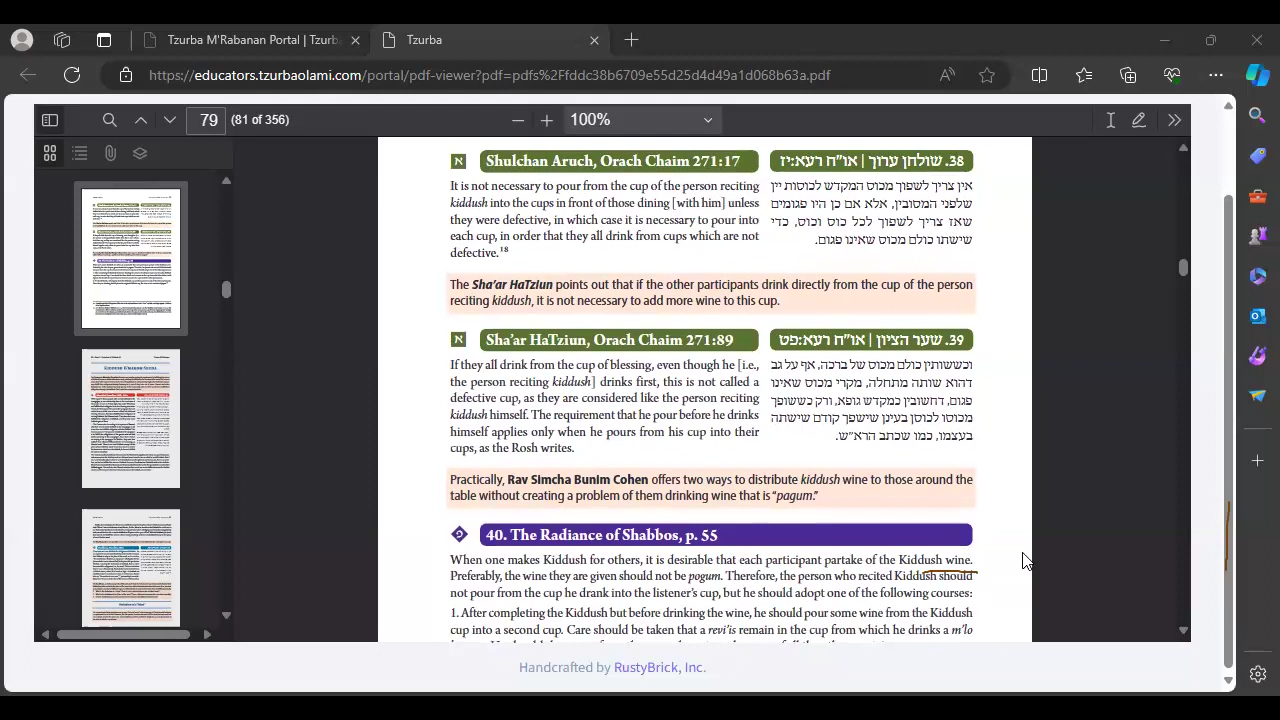 Tzurba M'Rabanan Portal | Tzurb
Tzurba
https://educators.tzurbaolami.com/portal/pdf-viewer?pdf=pdfs%2Ffddc38b6709e55d25d4d49a1d068b63a.pdf
79 (81 of 356)
100%
Shulchan Aruch, Orach Chaim 271:17
38. שולחן ערוך | או"ח רעא:יז
It is not necessary to pour from the cup of the person reciting
kiddush into the cups in front of those dining [with him] unless
they were defective, in which case it is necessary to pour into
each cup, in order that they all drink from cups which are not
defective.18
אין צריך לשפוך מכוס המקדש לכוסות יין
שלפני המסובין, אלא אם כן היו פגומים
שאז צריך לשפוך לכל כוס וכוס, כדי
שישתו כולם מכוס שאינו פגום.
The Sha'ar HaTziun points out that if the other participants drink directly from the cup of the person
reciting kiddush, it is not necessary to add more wine to this cup.
Sha'ar HaTziun, Orach Chaim 271:89
39. שער הציון | או"ח רעא:פט
If they all drink from the cup of blessing, even though he [i.e.,
the person reciting kiddush] drinks first, this is not called a
defective cup, as they are considered like the person reciting
kiddush himself. The requirement that he pour before he drinks
himself applies only when he pours from his cup into their
cups, as the Rosh writes.
וכששותין כולם מכוס של ברכה, אף על גב
דהוא שותה מתחלה, מקרי מכוס שאינו
פגום, דחשובין כמקדש גופא, ורק כששופך
מכוסו לכוסן בעינן שישפך קודם שישתה
בעצמו, כמו שכתב הרא"ש.
Practically, Rav Simcha Bunim Cohen offers two ways to distribute kiddush wine to those around the
table without creating a problem of them drinking wine that is "pagum."
40. The Radiance of Shabbos, p. 55
When one makes Kiddush for others, it is desirable that each participant partake of the Kiddush wine.
Preferably, the wine they are given should not be pogum. Therefore, the person who recited Kiddush should
not pour from the cup he drank into the listener's cup, but he should adopt one of the following courses:
1. After completing the Kiddush but before drinking the wine, he should pour some wine from the Kiddush
cup into a second cup. Care should be taken that a revi'is remain in the cup from which he drinks a m'lo
Handcrafted by RustyBrick, Inc.